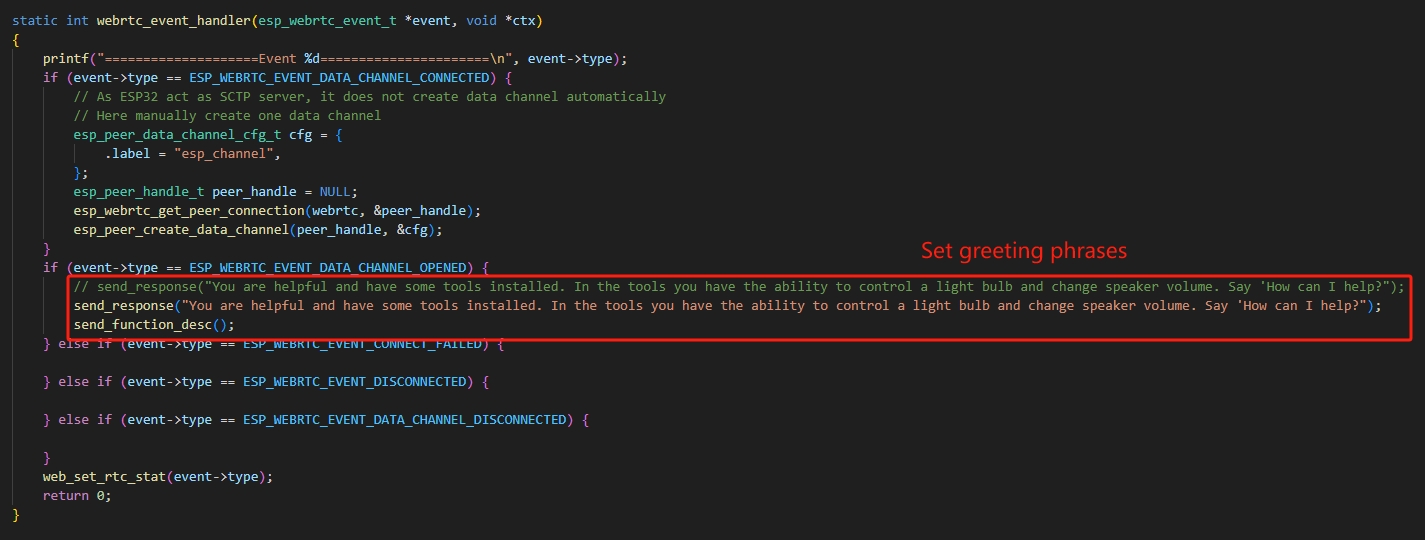 static int webrtc_event_handler(esp_webrtc_event_t *event, void *ctx)
{
    printf("====================Event %d======================\n", event->type);
    if (event->type == ESP_WEBRTC_EVENT_DATA_CHANNEL_CONNECTED) {
        // As ESP32 act as SCTP server, it does not create data channel automatically
        // Here manually create one data channel
        esp_peer_data_channel_cfg_t cfg = {
            .label = "esp_channel",
        };
        esp_peer_handle_t peer_handle = NULL;
        esp_webrtc_get_peer_connection(webrtc, &peer_handle);
        esp_peer_create_data_channel(peer_handle, &cfg);
    }
Set greeting phrases
    if (event->type == ESP_WEBRTC_EVENT_DATA_CHANNEL_OPENED) {
        // send_response("You are helpful and have some tools installed. In the tools you have the ability to control a light bulb and change speaker volume. Say 'How can I help?");
        send_response("You are helpful and have some tools installed. In the tools you have the ability to control a light bulb and change speaker volume. Say 'How can I help?");
        send_function_desc();
    } else if (event->type == ESP_WEBRTC_EVENT_CONNECT_FAILED) {
    } else if (event->type == ESP_WEBRTC_EVENT_DISCONNECTED) {
    } else if (event->type == ESP_WEBRTC_EVENT_DATA_CHANNEL_DISCONNECTED) {
    }
    web_set_rtc_stat(event->type);
    return 0;
}